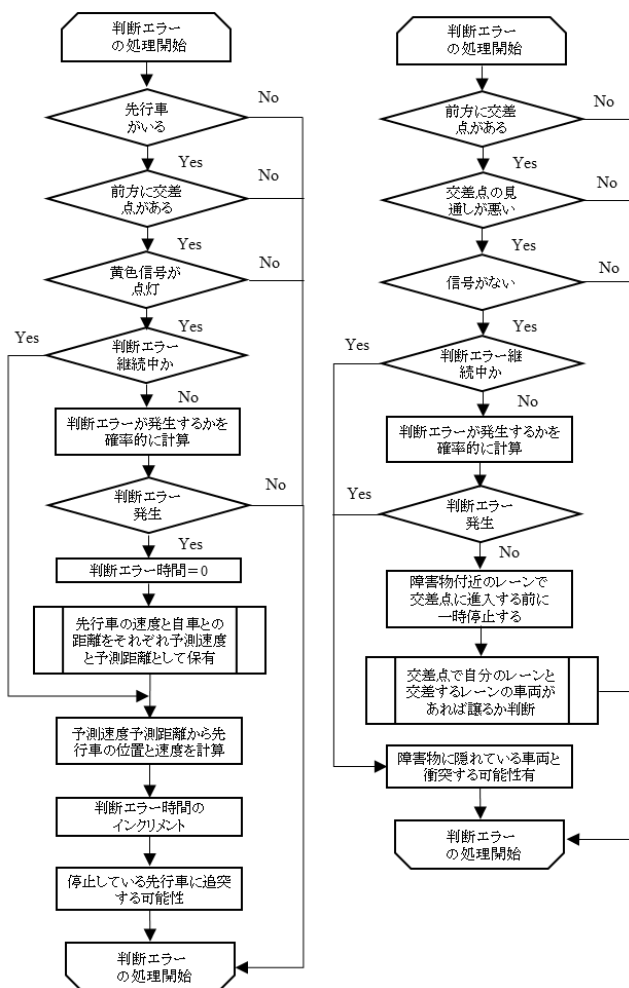 判断エラー
の処理開始
先行車
がいる
No
Yes
前方に交差
点がある
No
Yes
黄色信号が
点灯
No
Yes
Yes
判断エラー
継続中か
No
判断エラーが発生するかを
確率的に計算
判断エラー
発生
No
Yes
判断エラー時間＝0
先行車の速度と自車との
距離をそれぞれ予測速度
と予測距離として保有
予測速度予測距離から先
行車の位置と速度を計算
判断エラー時間の
インクリメント
停止している先行車に追突
する可能性
判断エラー
の処理開始
判断エラー
の処理開始
前方に交差
点がある
No
Yes
交差点の見
通しが悪い
No
Yes
信号がない
No
Yes
Yes
判断エラー継
続中か
No
判断エラーが発生するかを
確率的に計算
Yes
判断エラー
発生
No
障害物付近のレーンで
交差点に進入する前に
一時停止する
交差点で自分のレーンと
交差するレーンの車両が
あれば譲るか判断
障害物に隠れている車両と
衝突する可能性有
判断エラー
の処理開始